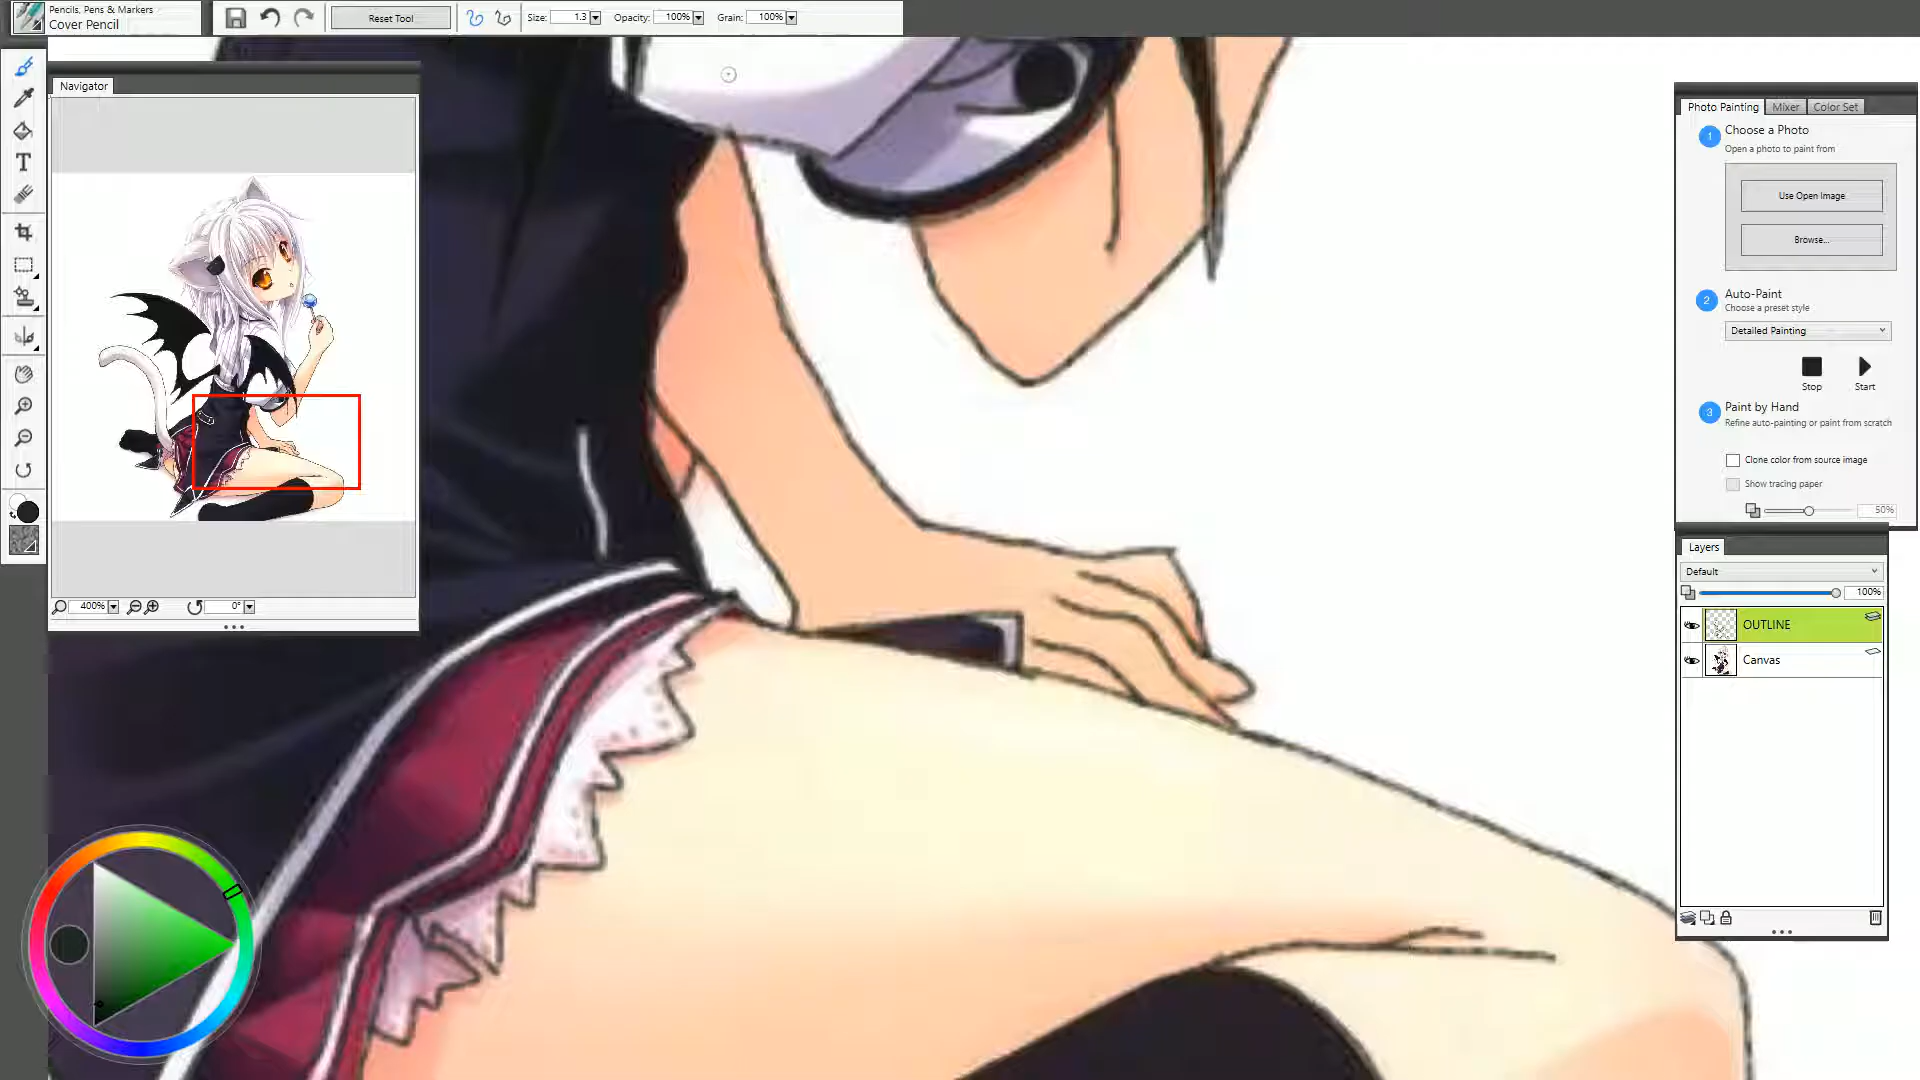 Pencils, Pens & Markers
Cover Pencil
Reset Tool
Size: 1.3
Opacity: 100%
Grain: 100%
Navigator
400%
0°
Photo Painting
Mixer
Color Set
1
Choose a Photo
Open a photo to paint from
Use Open Image
Browse...
2
Auto-Paint
Choose a preset style
Detailed Painting
Stop
Start
3
Paint by Hand
Refine auto-painting or paint from scratch
Clone color from source image
Show tracing paper
50%
Layers
Default
100%
OUTLINE
Canvas